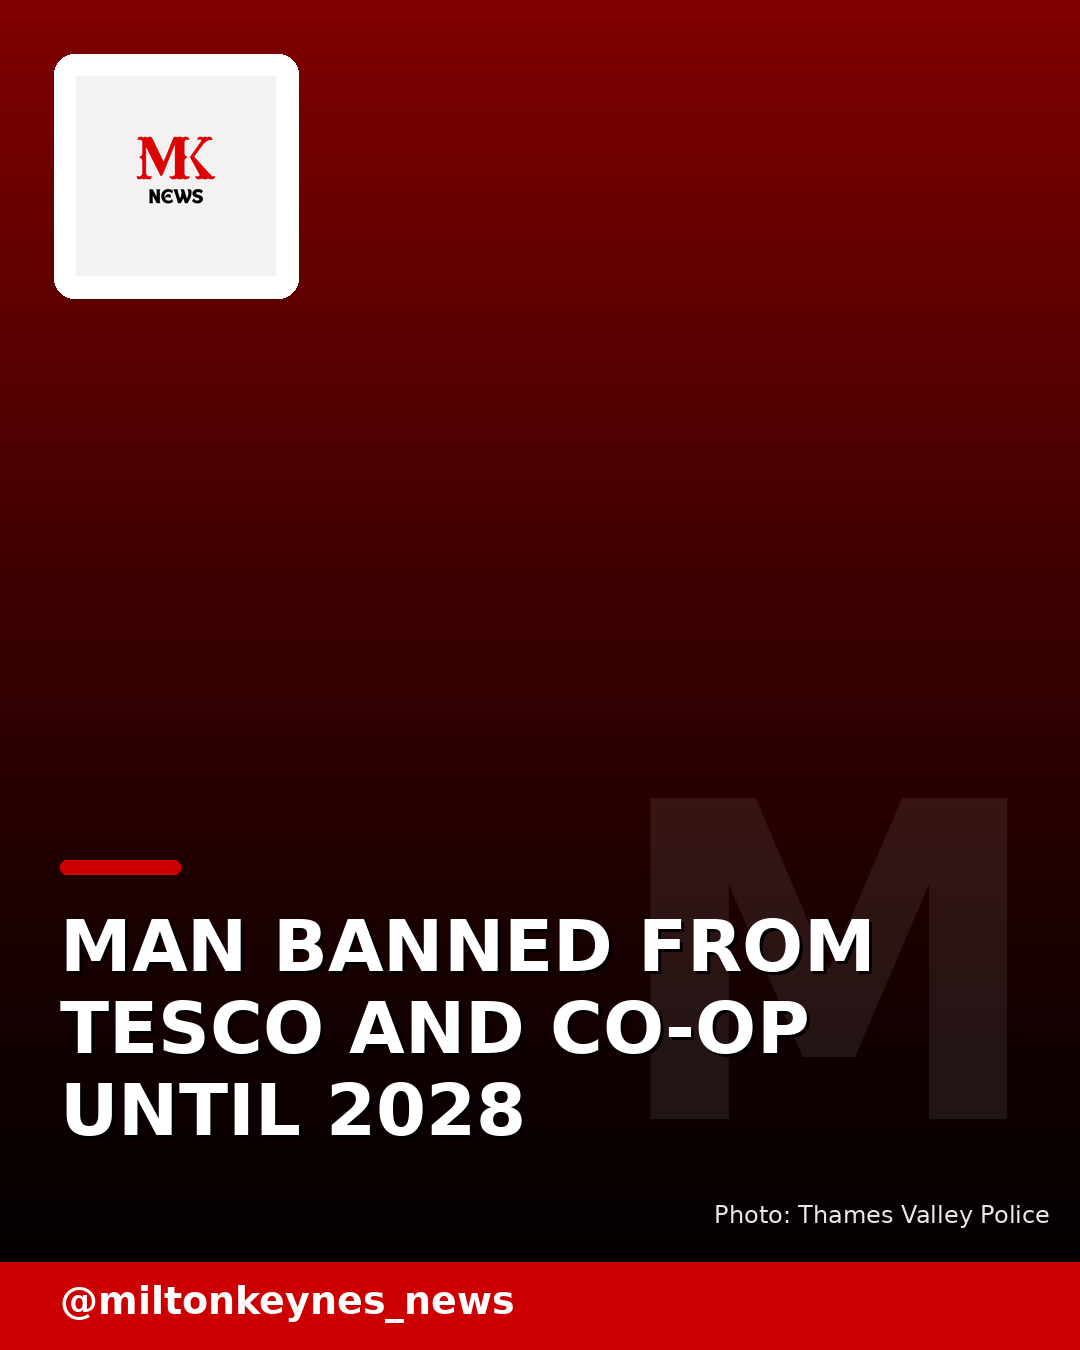 MK
NEWS
M
MAN BANNED FROM
TESCO AND CO-OP
UNTIL 2028
Photo: Thames Valley Police
@miltonkeynes_news